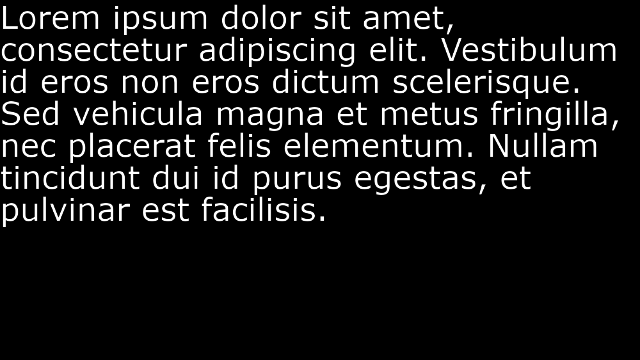 Lorem ipsum dolor sit amet,
consectetur adipiscing elit. Vestibulum
id eros non eros dictum scelerisque.
Sed vehicula magna et metus fringilla,
nec placerat felis elementum. Nullam
tincidunt dui id purus egestas, et
pulvinar est facilisis.